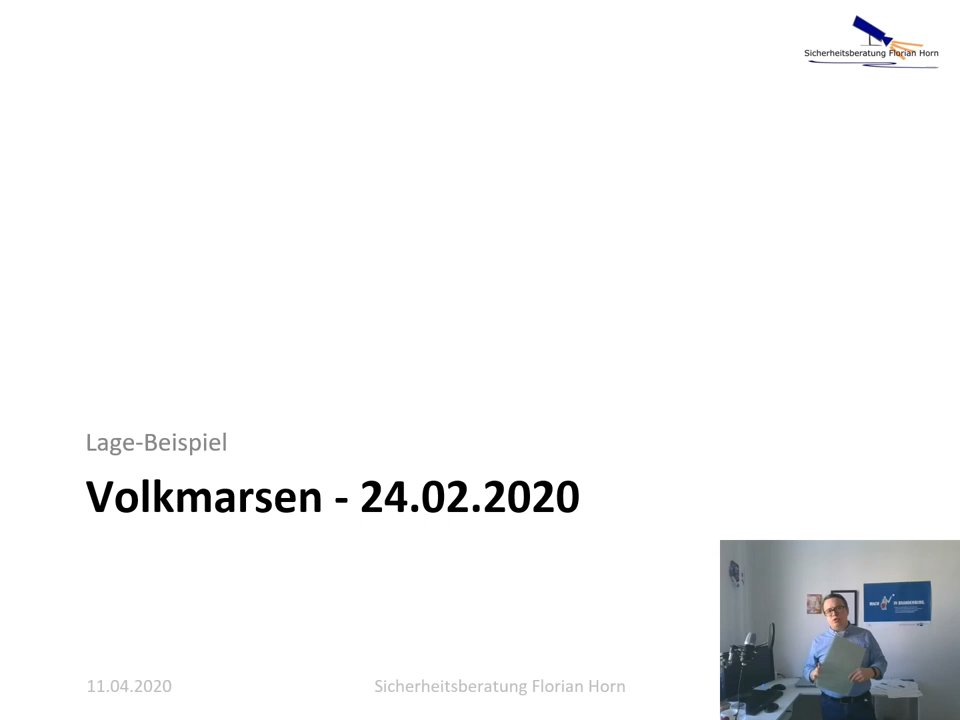 Sicherheitsberatung Florian Horn
Lage-Beispiel
Volkmarsen - 24.02.2020
11.04.2020
Sicherheitsberatung Florian Horn